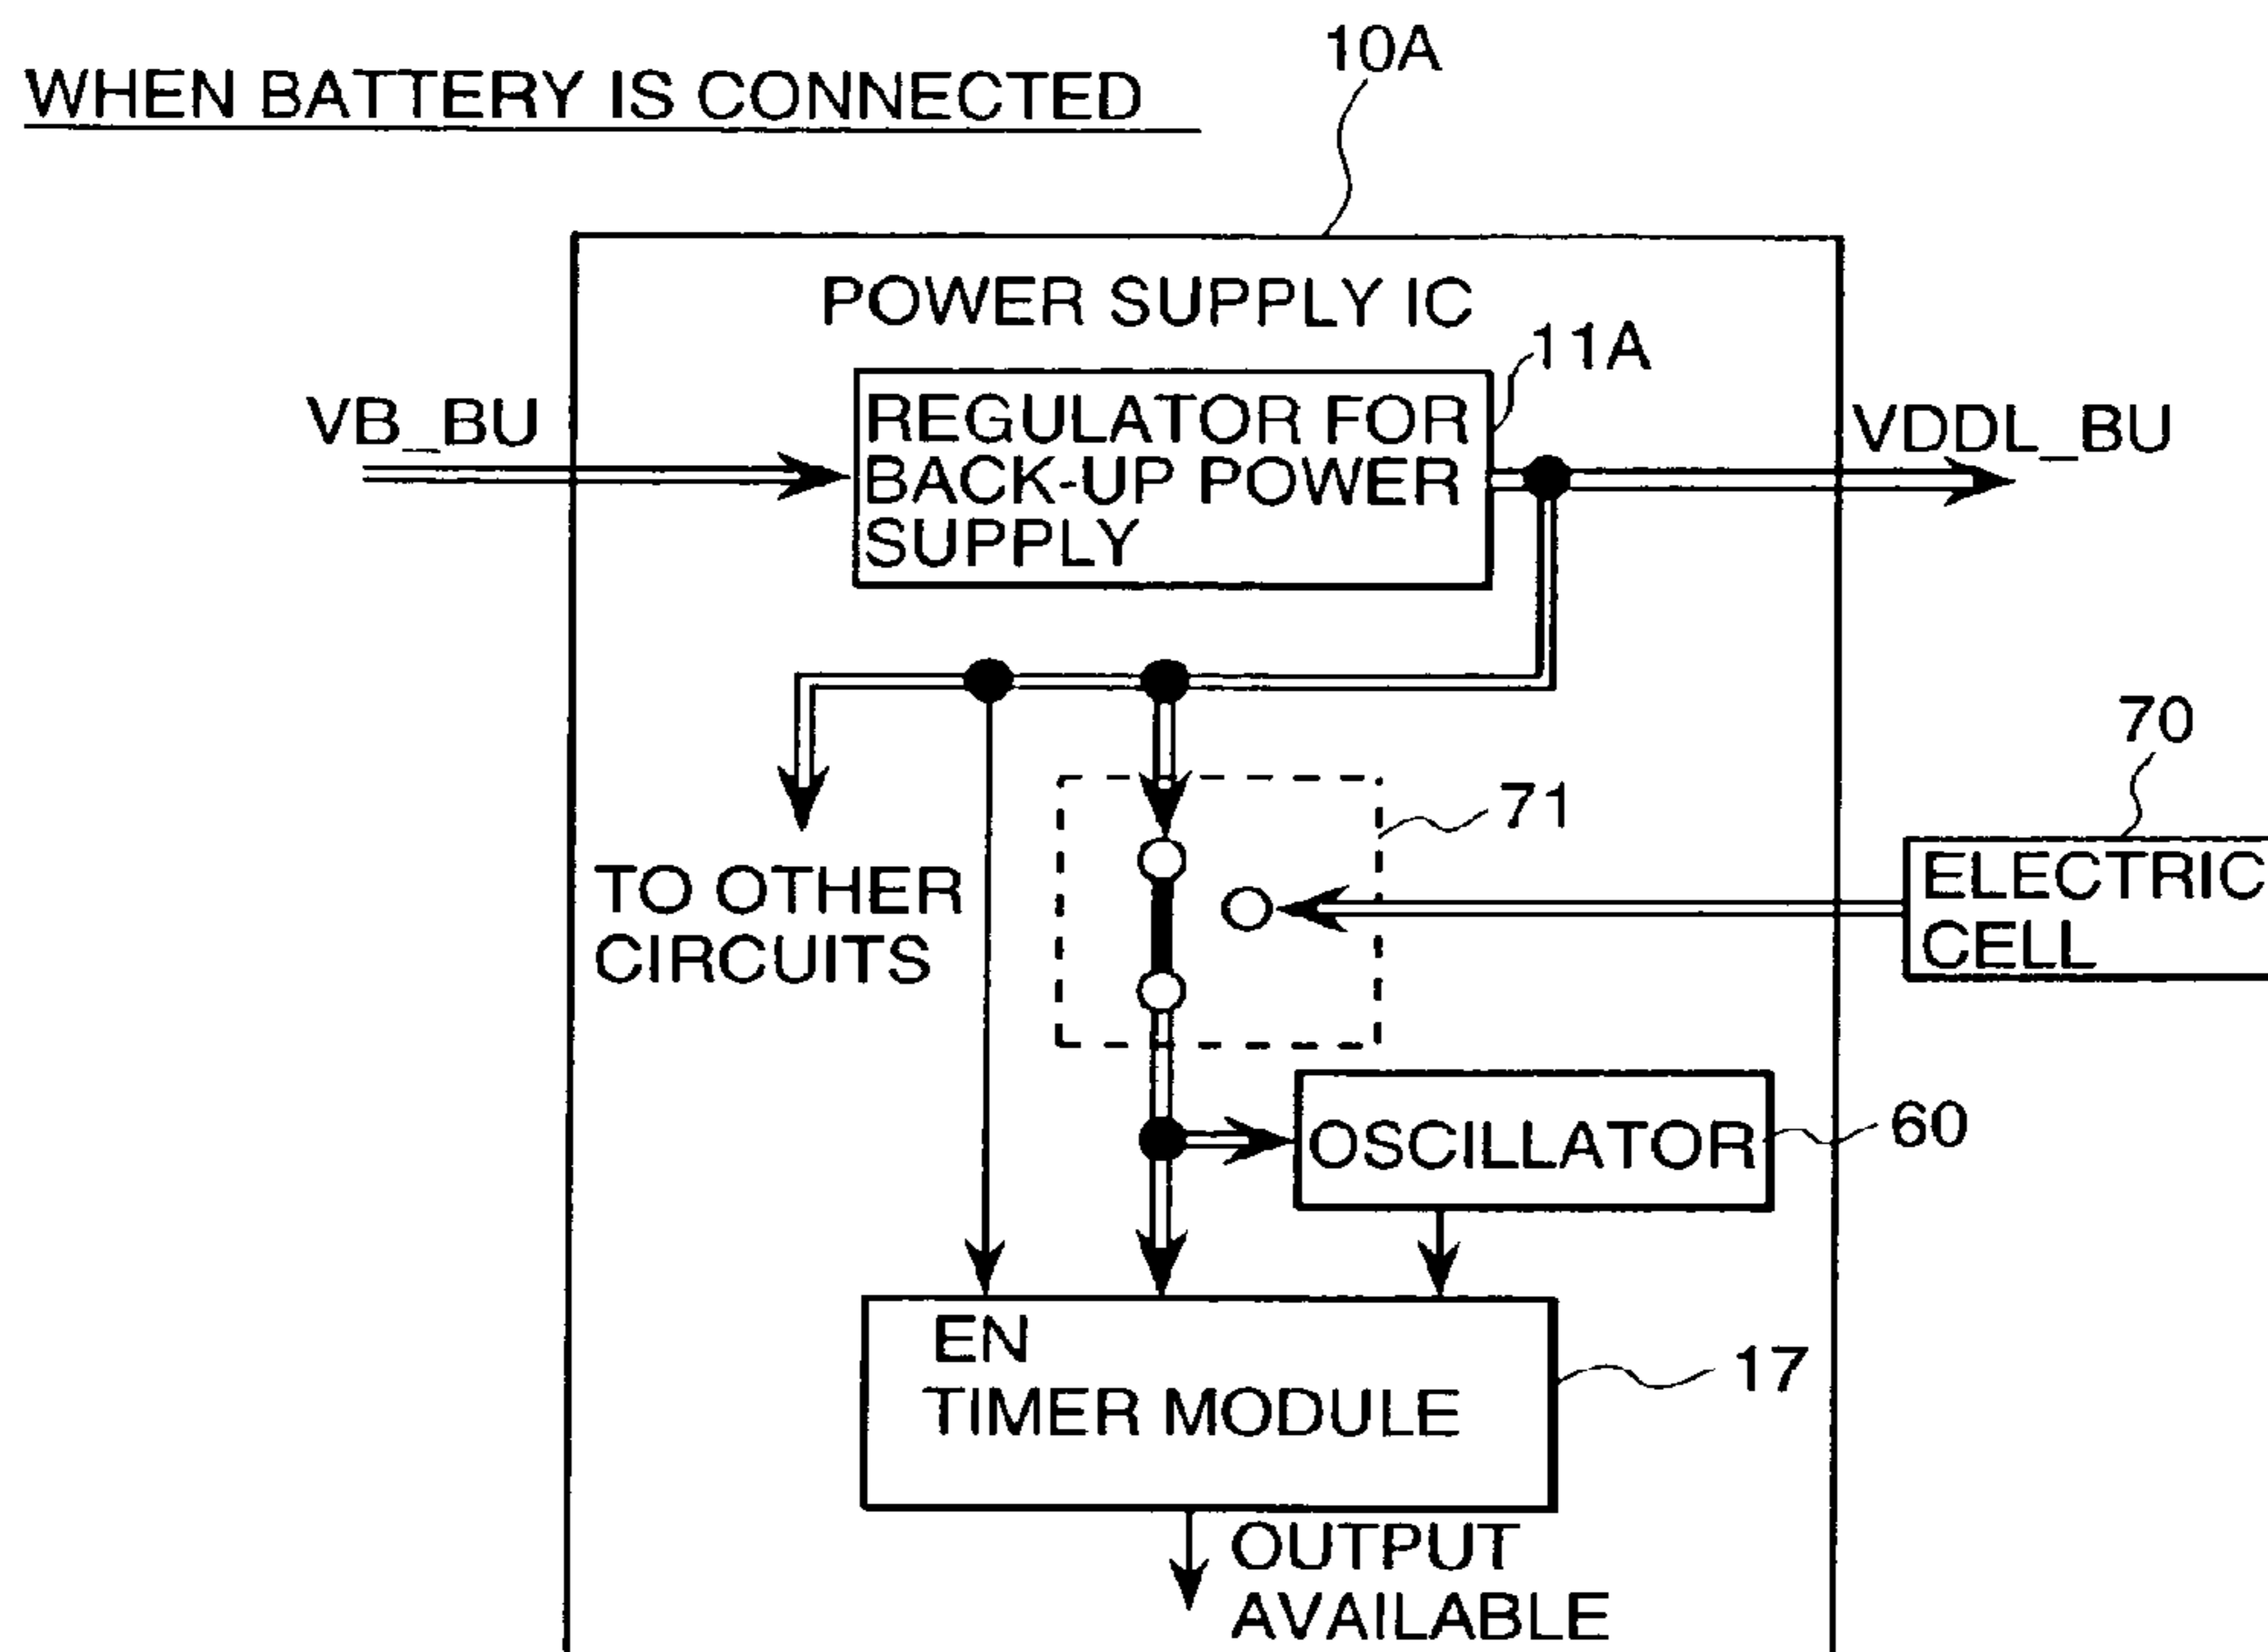 10A
WHEN BATTERY IS CONNECTED
POWER SUPPLY IC
11A
VB_BU
REGULATOR FOR
BACK-UP POWER
SUPPLY
VDDL_BU
70
71
TO OTHER
CIRCUITS
ELECTRIC
CELL
OSCILLATOR
60
EN
TIMER MODULE
17
OUTPUT
AVAILABLE